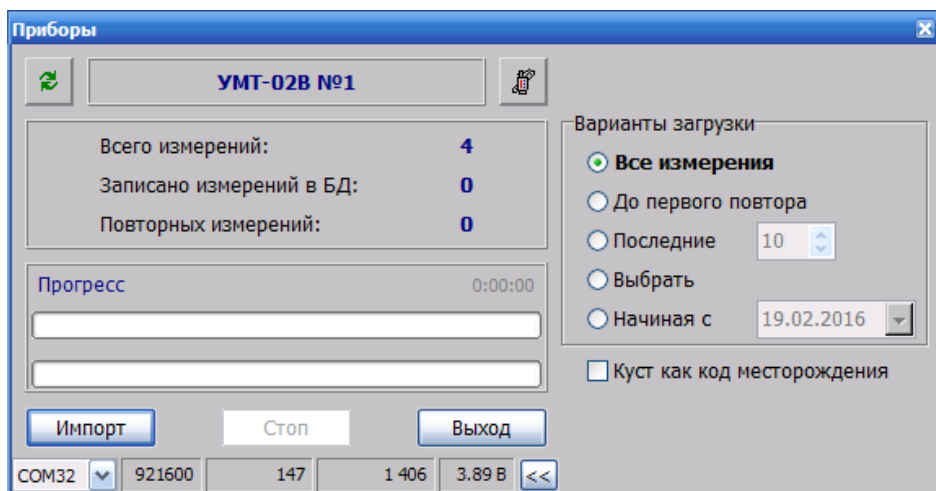 Приборы
УМТ-02В №1
Всего измерений: 4
Записано измерений в БД: 0
Повторных измерений: 0
Прогресс 0:00:00
Варианты загрузки
Все измерения
До первого повтора
Последние 10
Выбрать
Начиная с 19.02.2016
Куст как код месторождения
Импорт Стоп Выход
COM32 921600 147 1 406 3.89 В <<